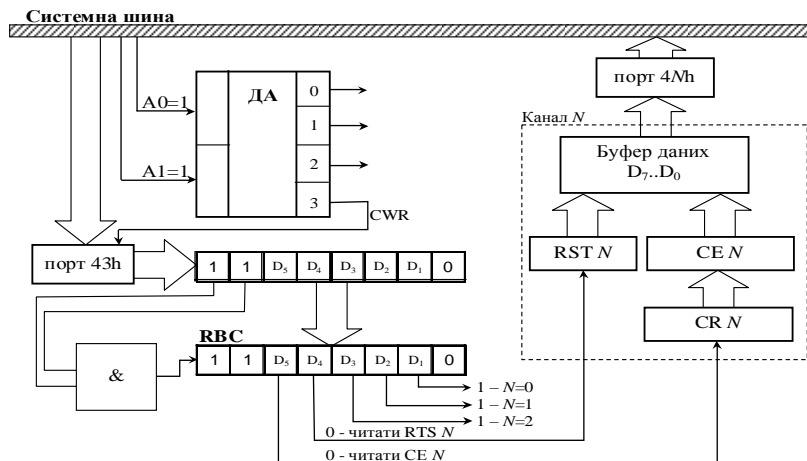 Системна шина
порт 4Nh
Канал N
Буфер даних
D7..D0
RST N
CE N
CR N
A0=1
A1=1
ДА
0
1
2
3
CWR
порт 43h
1 1 D5 D4 D3 D2 D1 0
RBC
&
1 1 D5 D4 D3 D2 D1 0
1 – N=0
1 – N=1
1 – N=2
0 - читати RTS N
0 - читати CE N